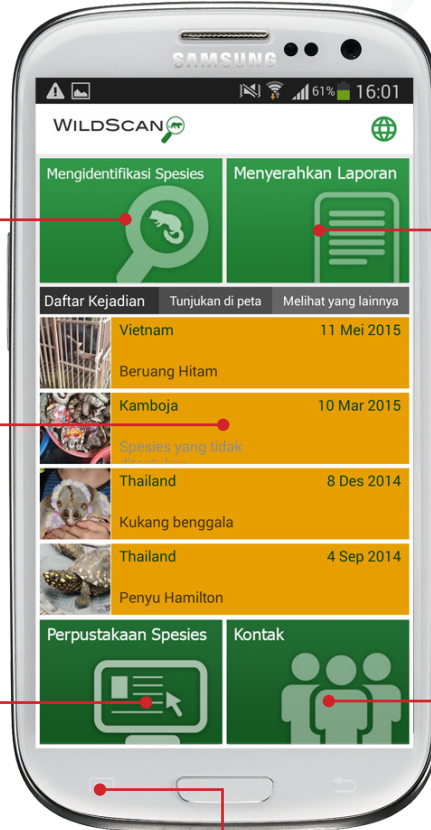 SAMSUNG
61% 16:01
WILDSCAN
Mengidentifikasi Spesies
Menyerahkan Laporan
Daftar Kejadian Tunjukan di peta Melihat yang lainnya
Vietnam 11 Mei 2015
Beruang Hitam
Kamboja 10 Mar 2015
Spesies yang tidak
Thailand 8 Des 2014
Kukang benggala
Thailand 4 Sep 2014
Penyu Hamilton
Perpustakaan Spesies
Kontak